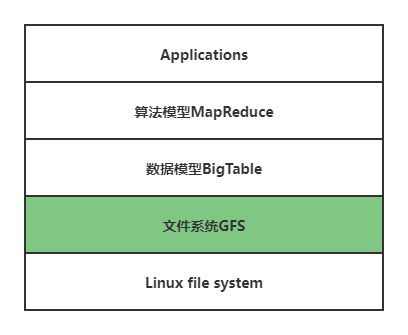 Applications
算法模型MapReduce
数据模型BigTable
文件系统GFS
Linux file system